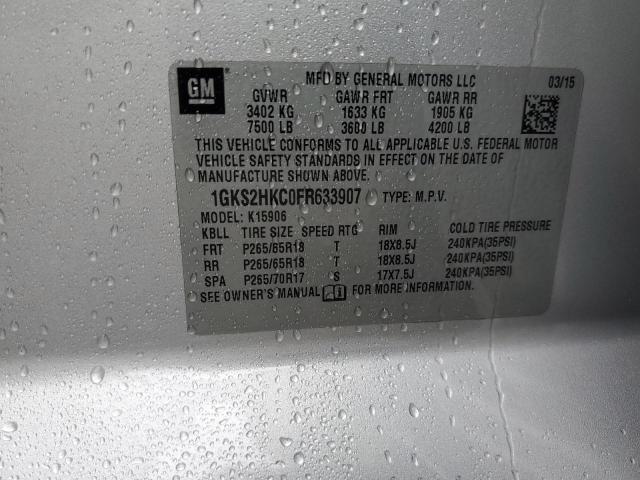 GM
MFD BY GENERAL MOTORS LLC 03/15
GVWR GAWR FRT GAWR RR
3402 KG 1633 KG 1905 KG
7500 LB 3600 LB 4200 LB
THIS VEHICLE CONFORMS TO ALL APPLICABLE U.S. FEDERAL MOTOR
VEHICLE SAFETY STANDARDS IN EFFECT ON THE DATE OF
MANUFACTURE SHOWN ABOVE.
1GKS2HKC0FR633907 TYPE: M.P.V.
MODEL: K15906
KBLL TIRE SIZE SPEED RTG RIM COLD TIRE PRESSURE
FRT P265/65R18 T 18X8.5J 240KPA(35PSI)
RR P265/65R18 T 18X8.5J 240KPA(35PSI)
SPA P265/70R17 S 17X7.5J 240KPA(35PSI)
SEE OWNER'S MANUAL FOR MORE INFORMATION.